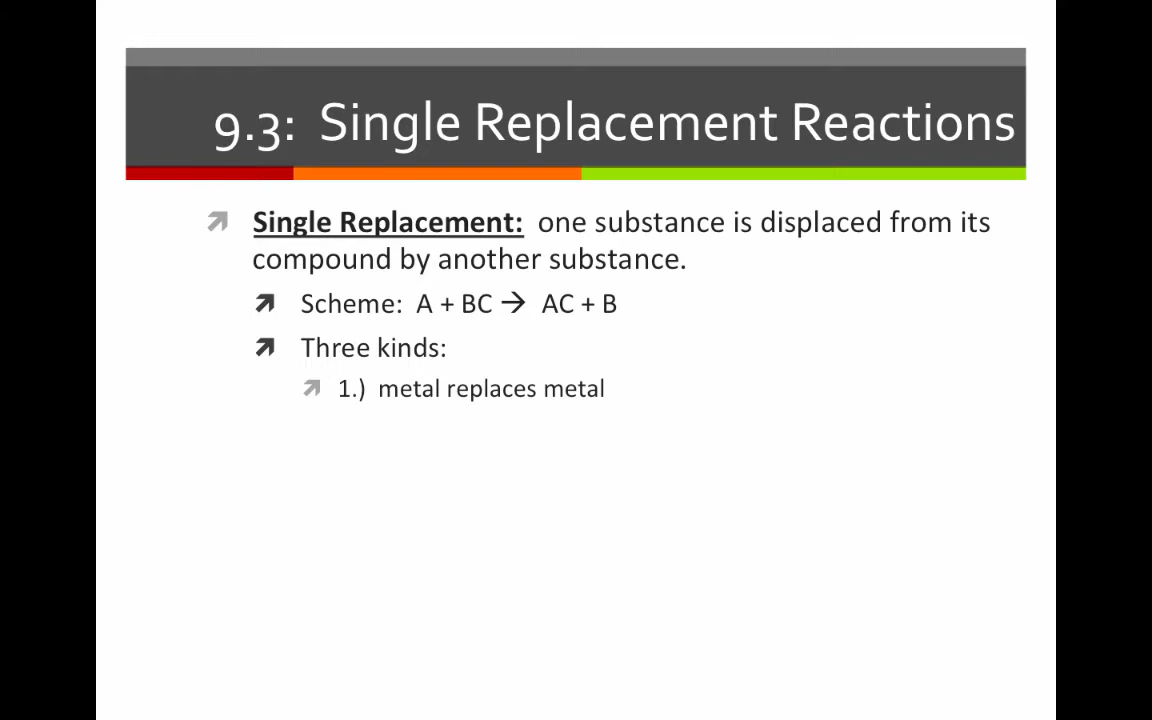 9.3: Single Replacement Reactions
Single Replacement: one substance is displaced from its
compound by another substance.
Scheme: A + BC → AC + B
Three kinds:
1.) metal replaces metal